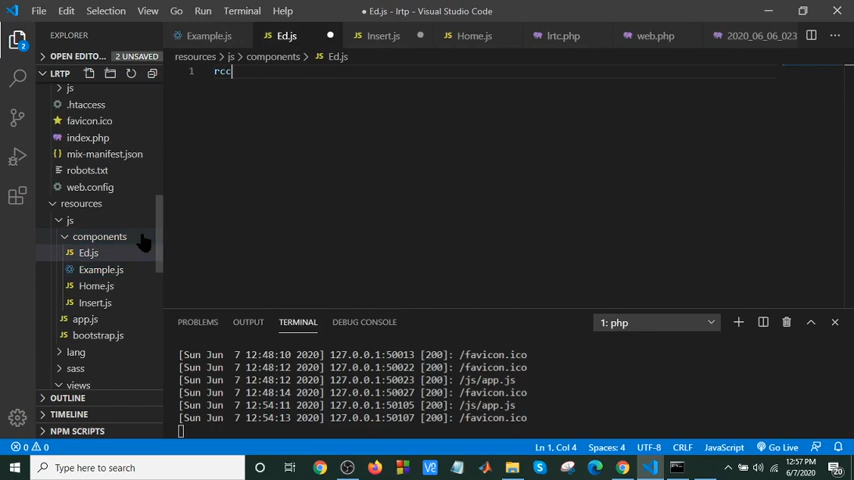 File Edit Selection View Go Run Terminal Help
● Ed.js - lrtp - Visual Studio Code
EXPLORER
Example.js
Ed.js
Insert.js
Home.js
lrtc.php
web.php
2020_06_06_023
OPEN EDITO... 2 UNSAVED
resources > js > components > JS Ed.js
LRTP
1 rcc
js
.htaccess
favicon.ico
index.php
mix-manifest.json
robots.txt
web.config
resources
js
components
JS Ed.js
Example.js
JS Home.js
JS Insert.js
JS app.js
JS bootstrap.js
lang
sass
views
OUTLINE
TIMELINE
NPM SCRIPTS
PROBLEMS OUTPUT TERMINAL DEBUG CONSOLE
1: php
[Sun Jun 7 12:48:10 2020] 127.0.0.1:50013 [200]: /favicon.ico
[Sun Jun 7 12:48:12 2020] 127.0.0.1:50022 [200]: /favicon.ico
[Sun Jun 7 12:48:12 2020] 127.0.0.1:50023 [200]: /js/app.js
[Sun Jun 7 12:48:14 2020] 127.0.0.1:50027 [200]: /favicon.ico
[Sun Jun 7 12:54:11 2020] 127.0.0.1:50105 [200]: /js/app.js
[Sun Jun 7 12:54:13 2020] 127.0.0.1:50107 [200]: /favicon.ico
0 0
Ln 1, Col 4 Spaces: 4 UTF-8 CRLF JavaScript Go Live
Type here to search
12:57 PM
6/7/2020
20